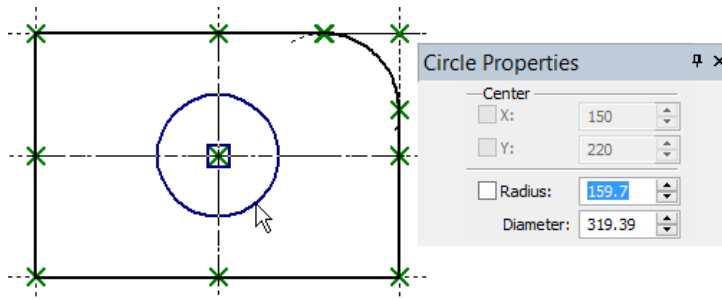 Circle Properties
Center
X: 150
Y: 220
Radius: 159.7
Diameter: 319.39